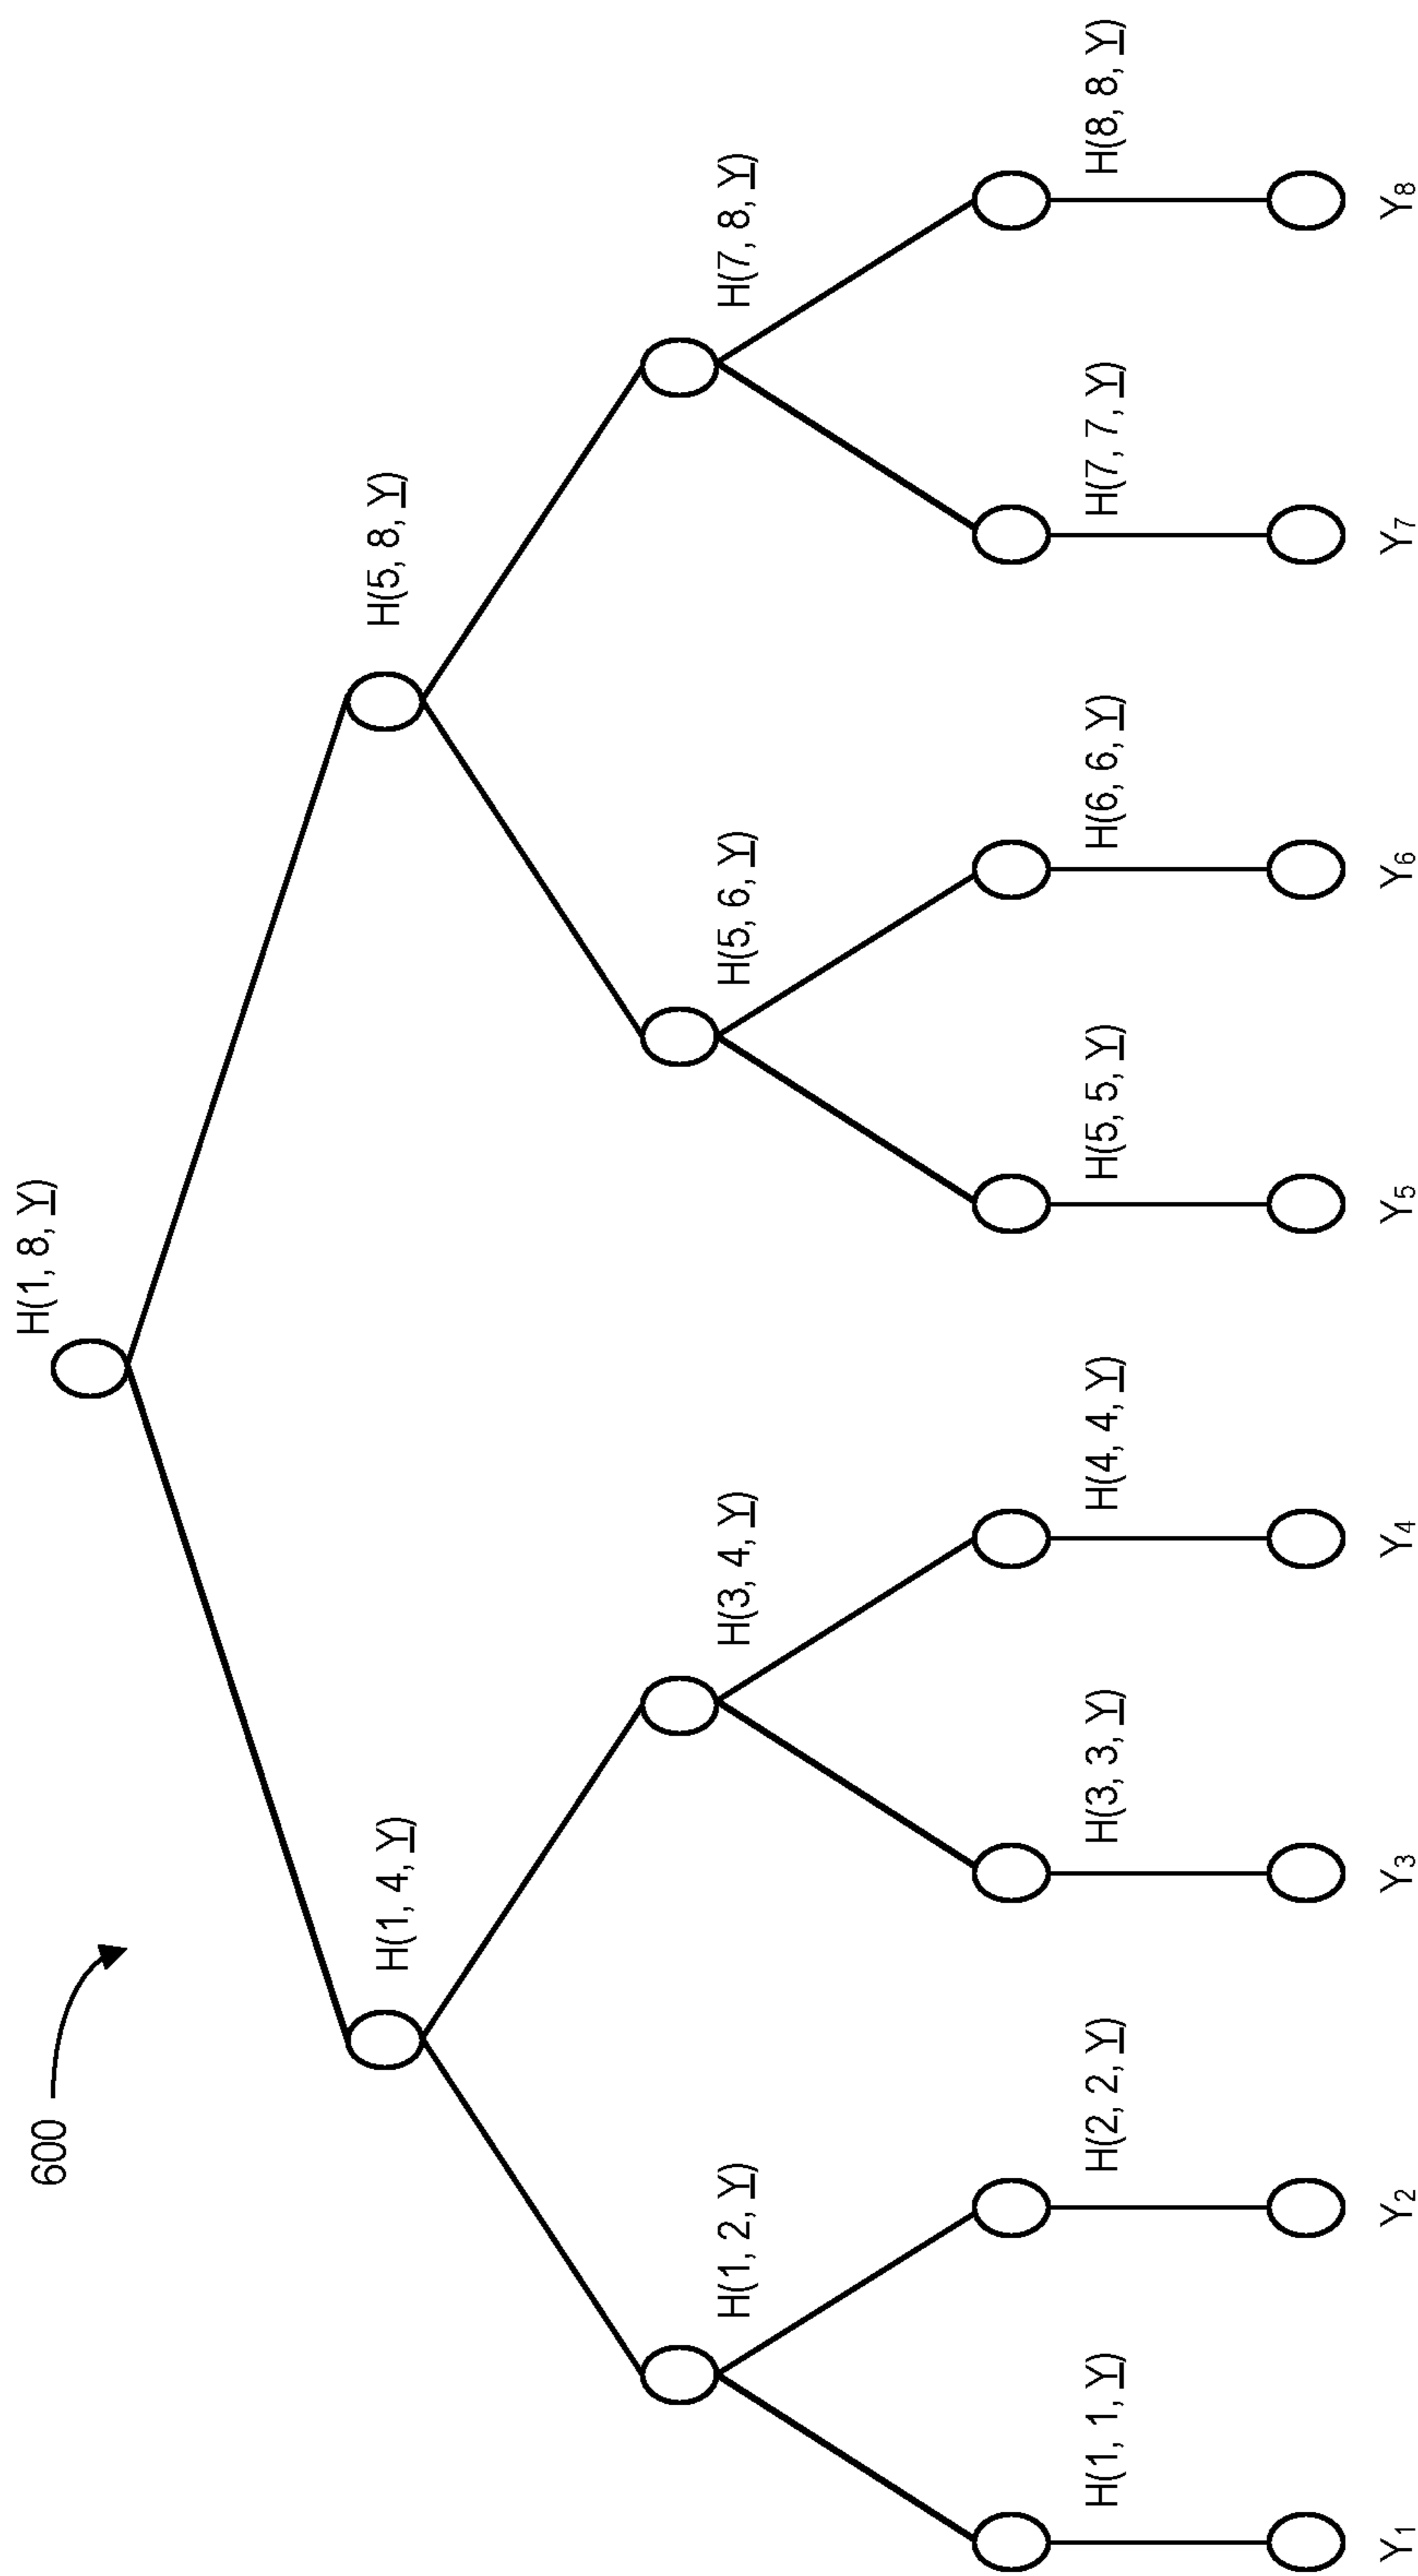 600
H(1, 8, Y)
H(1, 4, Y)
H(5, 8, Y)
H(1, 2, Y)
H(3, 4, Y)
H(5, 6, Y)
H(7, 8, Y)
H(1, 1, Y)
H(2, 2, Y)
H(3, 3, Y)
H(4, 4, Y)
H(5, 5, Y)
H(6, 6, Y)
H(7, 7, Y)
H(8, 8, Y)
Y1
Y2
Y3
Y4
Y5
Y6
Y7
Y8